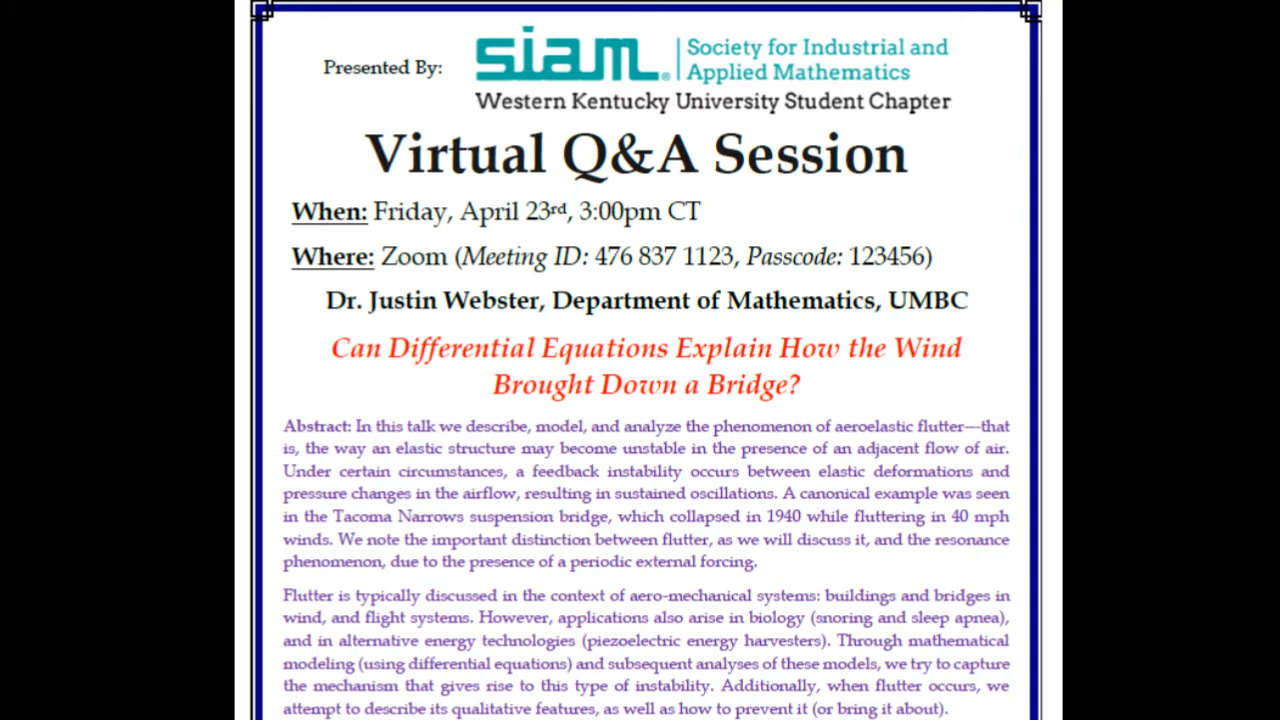 Presented By:
siam® | Society for Industrial and
Applied Mathematics
Western Kentucky University Student Chapter
Virtual Q&A Session
When: Friday, April 23rd, 3:00pm CT
Where: Zoom (Meeting ID: 476 837 1123, Passcode: 123456)
Dr. Justin Webster, Department of Mathematics, UMBC
Can Differential Equations Explain How the Wind
Brought Down a Bridge?
Abstract: In this talk we describe, model, and analyze the phenomenon of aeroelastic flutter—that
is, the way an elastic structure may become unstable in the presence of an adjacent flow of air.
Under certain circumstances, a feedback instability occurs between elastic deformations and
pressure changes in the airflow, resulting in sustained oscillations. A canonical example was seen
in the Tacoma Narrows suspension bridge, which collapsed in 1940 while fluttering in 40 mph
winds. We note the important distinction between flutter, as we will discuss it, and the resonance
phenomenon, due to the presence of a periodic external forcing.
Flutter is typically discussed in the context of aero-mechanical systems: buildings and bridges in
wind, and flight systems. However, applications also arise in biology (snoring and sleep apnea),
and in alternative energy technologies (piezoelectric energy harvesters). Through mathematical
modeling (using differential equations) and subsequent analyses of these models, we try to capture
the mechanism that gives rise to this type of instability. Additionally, when flutter occurs, we
attempt to describe its qualitative features, as well as how to prevent it (or bring it about).